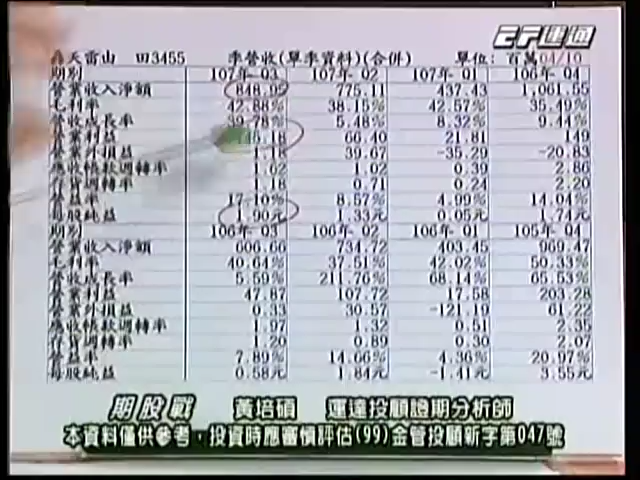 EF運通
轟天雷山 田3455 季營收(單季資料)(合併) 單位: 百萬04/10
期別 107年 Q3 107年 Q2 107年 Q1 106年 Q4
營業收入淨額 848.95 775.11 437.43 1,061.55
毛利率 42.88% 38.15% 42.57% 35.49%
營收成長率 39.78% 5.48% 8.32% 9.44%
營業利益 66.40 21.81 149
營業外損益 1.18 39.67 -35.29 -20.83
應收帳款週轉率 1.02 1.02 0.39 2.86
存貨週轉率 1.18 0.71 0.24 2.20
營益率 17.10% 8.57% 4.99% 14.04%
每股純益 1.90元 1.33元 0.05元 1.74元
期別 106年 Q3 106年 Q2 106年 Q1 105年 Q4
營業收入淨額 606.66 734.72 403.45 969.47
毛利率 40.64% 37.51% 42.02% 50.33%
營收成長率 5.59% 211.76% 68.14% 65.53%
營業利益 47.87 107.72 17.58 203.28
營業外損益 0.33 30.57 -121.19 61.22
應收帳款週轉率 1.97 1.32 0.51 2.35
存貨週轉率 1.20 0.89 0.30 2.07
營益率 7.89% 14.66% 4.36% 20.97%
每股純益 0.58元 1.84元 -1.41元 3.55元
期股戰 黃培碩 運達投顧證期分析師
本資料僅供參考,投資時應審慎評估(99)金管投顧新字第047號